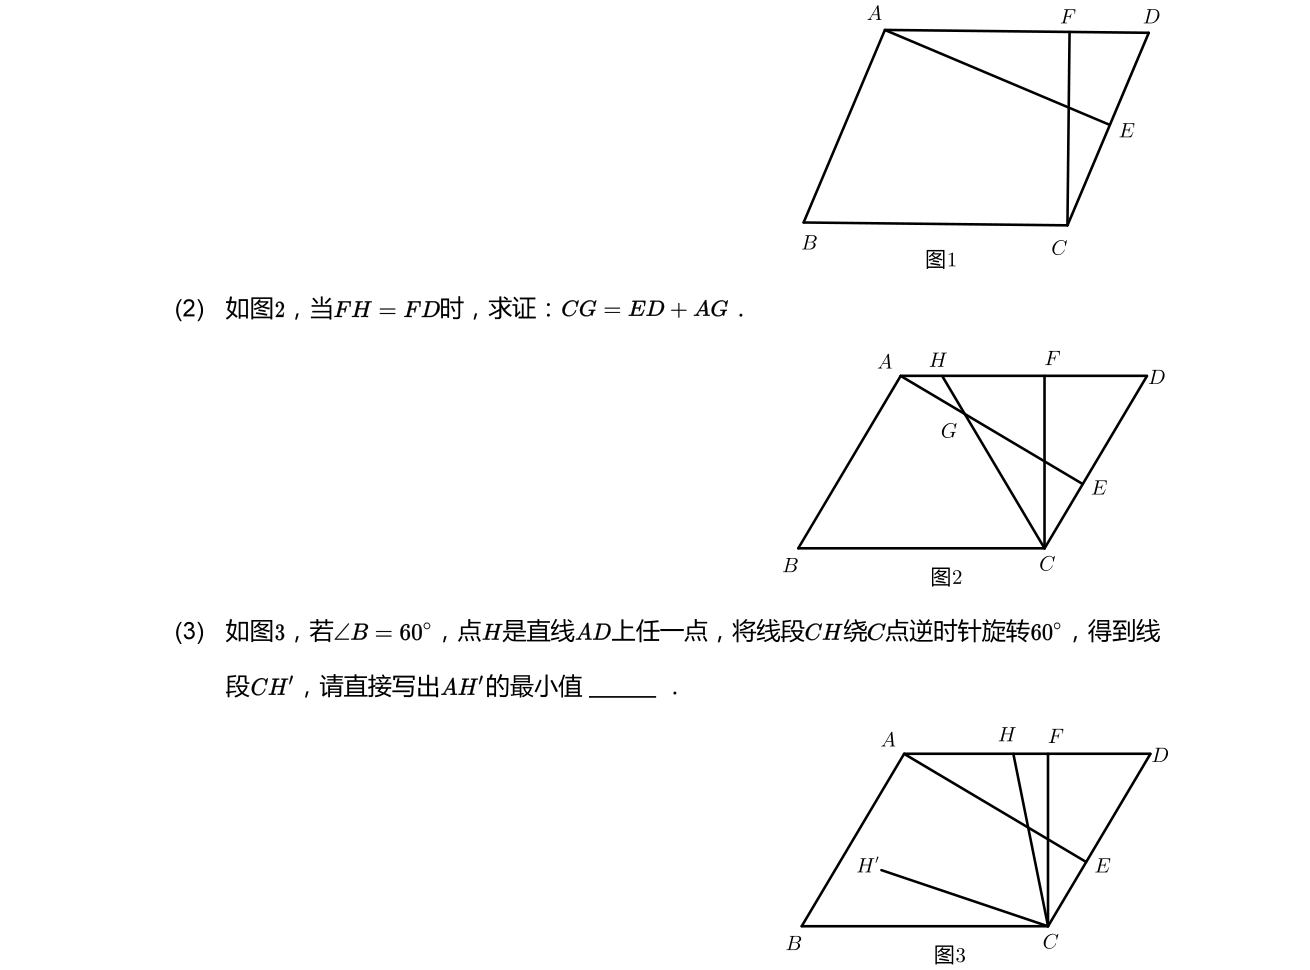 A F D
E
B C
图1
(2) 如图2，当FH = FD时，求证：CG = ED + AG．
A H F D
G
E
B C
图2
(3) 如图3，若∠B = 60°，点H是直线AD上任一点，将线段CH绕C点逆时针旋转60°，得到线
段CH′，请直接写出AH′的最小值 ______ ．
A H F D
H′ E
B C
图3